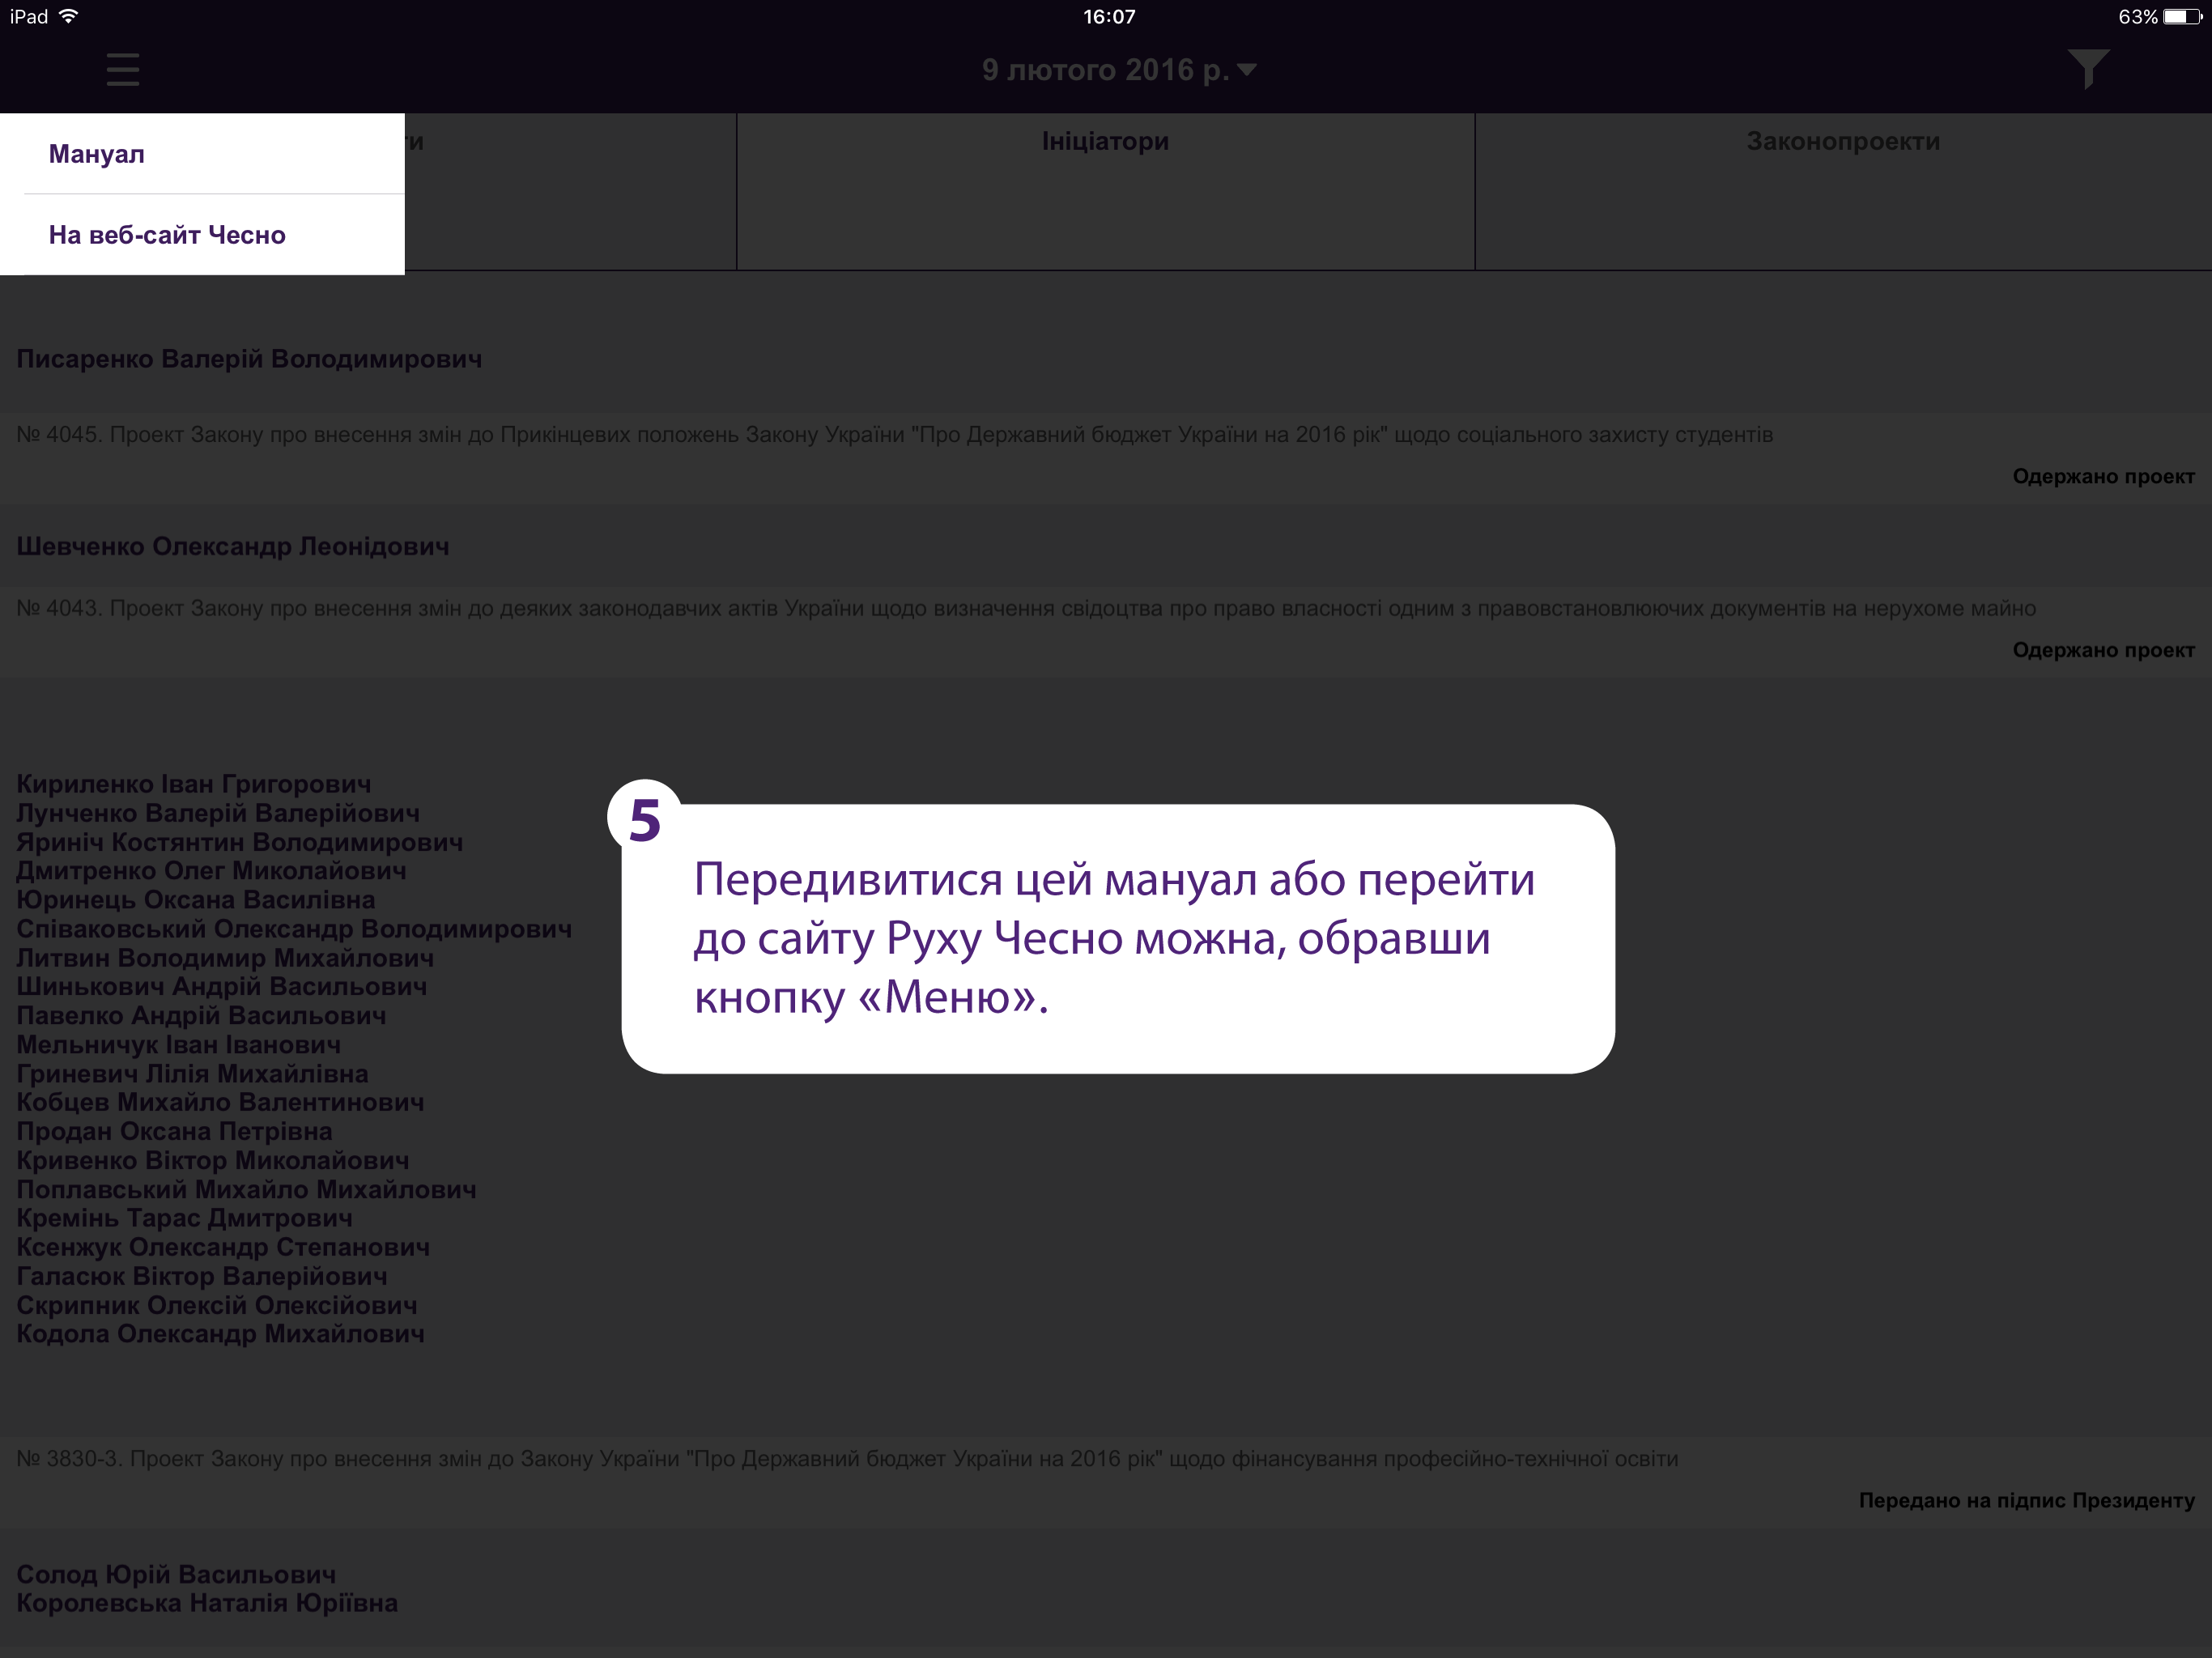 iPad
16:07
63%
9 лютого 2016 р.
Мануал
На веб-сайт Чесно
ти
Ініціатори
Законопроекти
Писаренко Валерій Володимирович
№ 4045. Проект Закону про внесення змін до Прикінцевих положень Закону України "Про Державний бюджет України на 2016 рік" щодо соціального захисту студентів
Одержано проект
Шевченко Олександр Леонідович
№ 4043. Проект Закону про внесення змін до деяких законодавчих актів України щодо визначення свідоцтва про право власності одним з правовстановлюючих документів на нерухоме майно
Одержано проект
Кириленко Іван Григорович
Лунченко Валерій Валерійович
Яриніч Костянтин Володимирович
Дмитренко Олег Миколайович
Юринець Оксана Василівна
Співаковський Олександр Володимирович
Литвин Володимир Михайлович
Шинькович Андрій Васильович
Павелко Андрій Васильович
Мельничук Іван Іванович
Гриневич Лілія Михайлівна
Кобцев Михайло Валентинович
Продан Оксана Петрівна
Кривенко Віктор Миколайович
Поплавський Михайло Михайлович
Кремінь Тарас Дмитрович
Ксенжук Олександр Степанович
Галасюк Віктор Валерійович
Скрипник Олексій Олексійович
Кодола Олександр Михайлович
5
Передивитися цей мануал або перейти
до сайту Руху Чесно можна, обравши
кнопку «Меню».
№ 3830-3. Проект Закону про внесення змін до Закону України "Про Державний бюджет України на 2016 рік" щодо фінансування професійно-технічної освіти
Передано на підпис Президенту
Солод Юрій Васильович
Королевська Наталія Юріївна